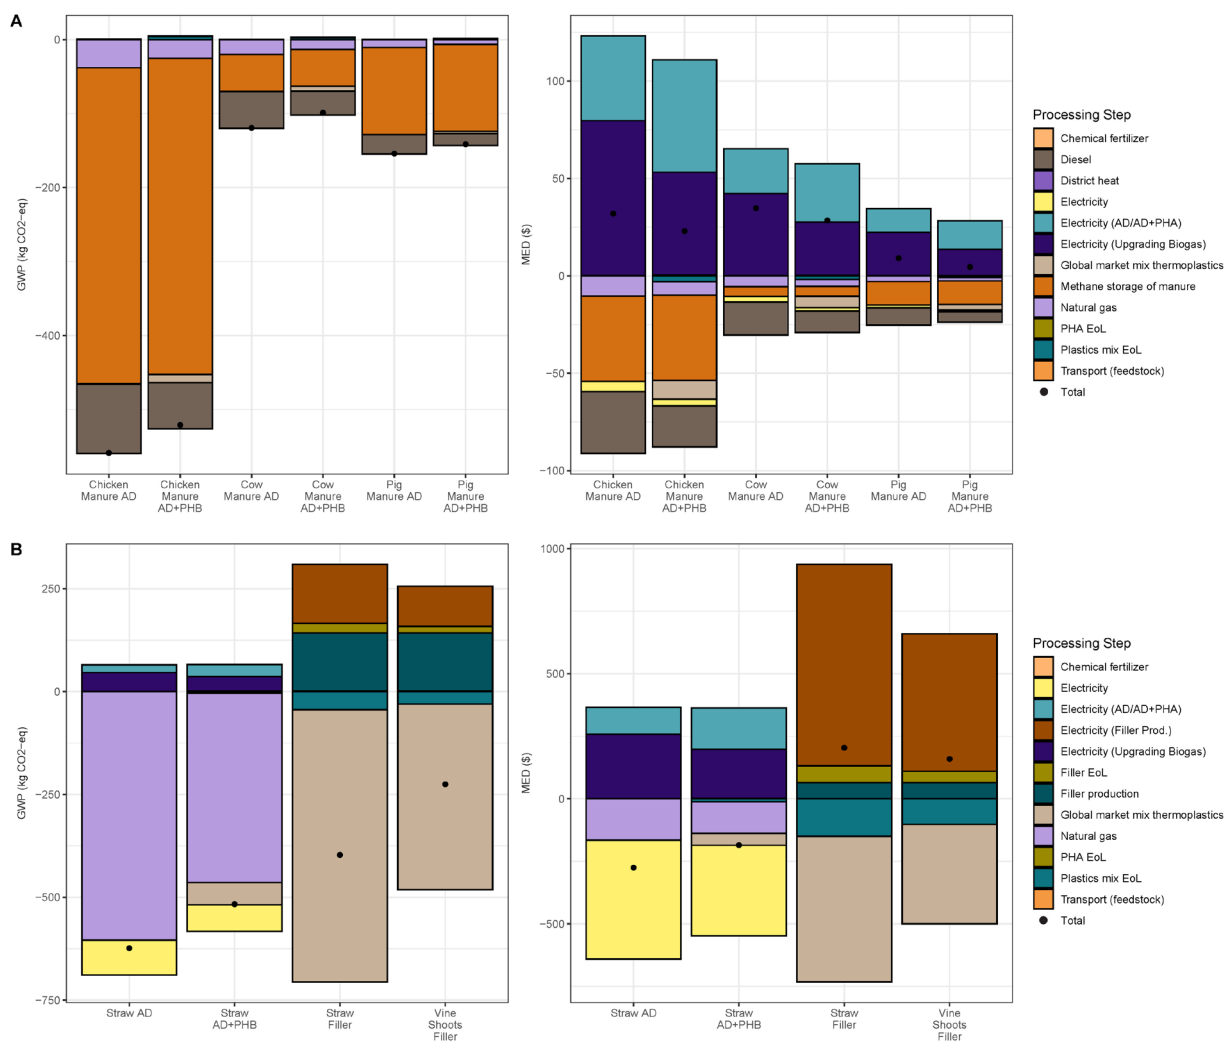 A
GWP (kg CO2−eq)
0
−200
−400
Chicken
Manure AD
Chicken
Manure
AD+PHB
Cow
Manure AD
Cow
Manure
AD+PHB
Pig
Manure AD
Pig
Manure
AD+PHB
MED ($)
100
50
0
−50
−100
Chicken
Manure AD
Chicken
Manure
AD+PHB
Cow
Manure AD
Cow
Manure
AD+PHB
Pig
Manure AD
Pig
Manure
AD+PHB
Processing Step
Chemical fertilizer
Diesel
District heat
Electricity
Electricity (AD/AD+PHA)
Electricity (Upgrading Biogas)
Global market mix thermoplastics
Methane storage of manure
Natural gas
PHA EoL
Plastics mix EoL
Transport (feedstock)
Total
B
GWP (kg CO2−eq)
250
0
−250
−500
−750
Straw AD
Straw
AD+PHB
Straw
Filler
Vine
Shoots
Filler
MED ($)
1000
500
0
−500
Straw AD
Straw
AD+PHB
Straw
Filler
Vine
Shoots
Filler
Processing Step
Chemical fertilizer
Electricity
Electricity (AD/AD+PHA)
Electricity (Filler Prod.)
Electricity (Upgrading Biogas)
Filler EoL
Filler production
Global market mix thermoplastics
Natural gas
PHA EoL
Plastics mix EoL
Transport (feedstock)
Total